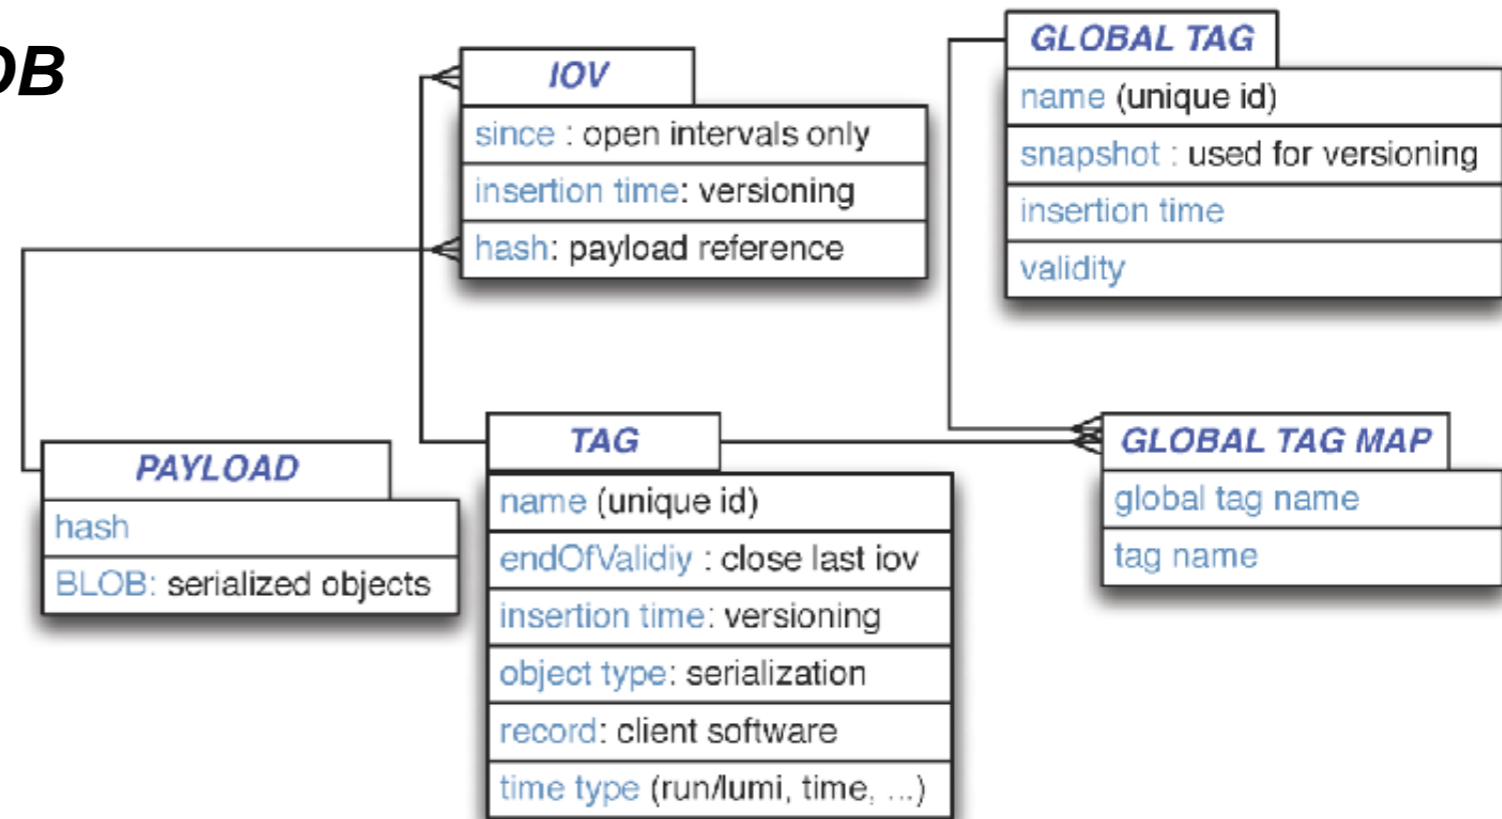 OB
IOV
since : open intervals only
insertion time: versioning
hash: payload reference
GLOBAL TAG
name (unique id)
snapshot : used for versioning
insertion time
validity
PAYLOAD
hash
BLOB: serialized objects
TAG
name (unique id)
endOfValidiy : close last iov
insertion time: versioning
object type: serialization
record: client software
time type (run/lumi, time, ...)
GLOBAL TAG MAP
global tag name
tag name